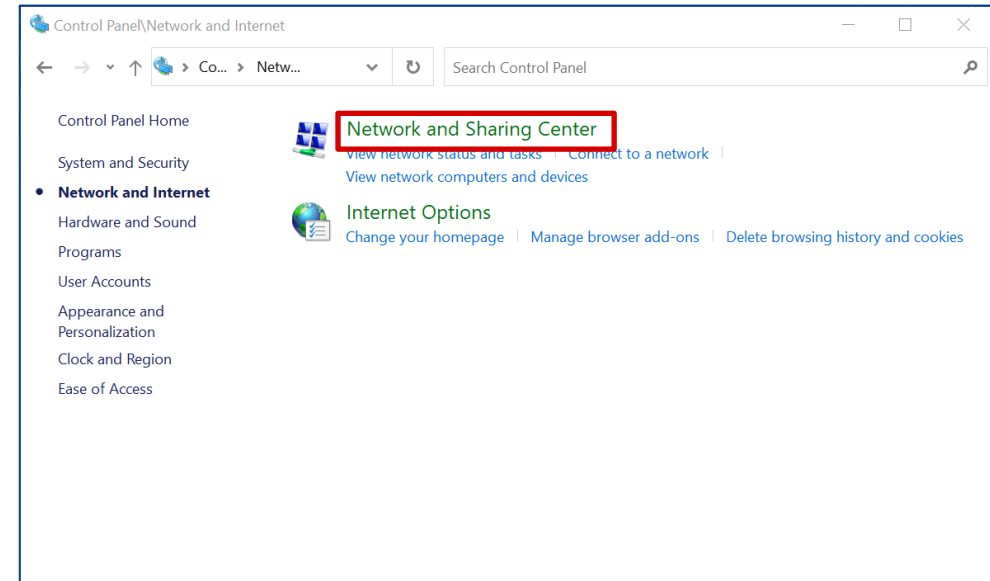 Control Panel\Network and Internet
Co... > Netw...
Search Control Panel
Control Panel Home
System and Security
Network and Internet
Hardware and Sound
Programs
User Accounts
Appearance and
Personalization
Clock and Region
Ease of Access
Network and Sharing Center
View network status and tasks
Connect to a network
View network computers and devices
Internet Options
Change your homepage
Manage browser add-ons
Delete browsing history and cookies